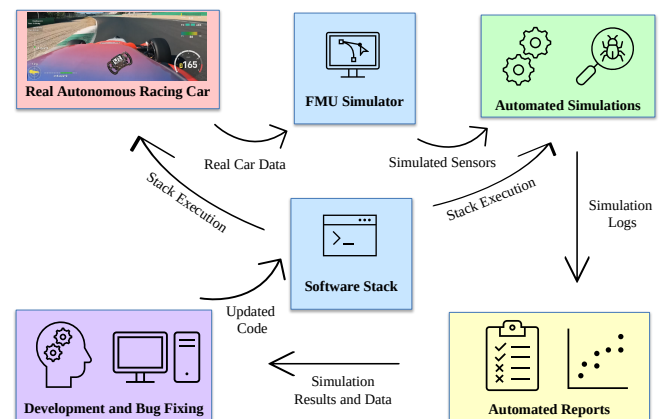 165
Real Autonomous Racing Car
FMU Simulator
Automated Simulations
Real Car Data
Simulated Sensors
Stack Execution
Stack Execution
Simulation
Logs
Software Stack
Updated
Code
Development and Bug Fixing
Simulation
Results and Data
Automated Reports